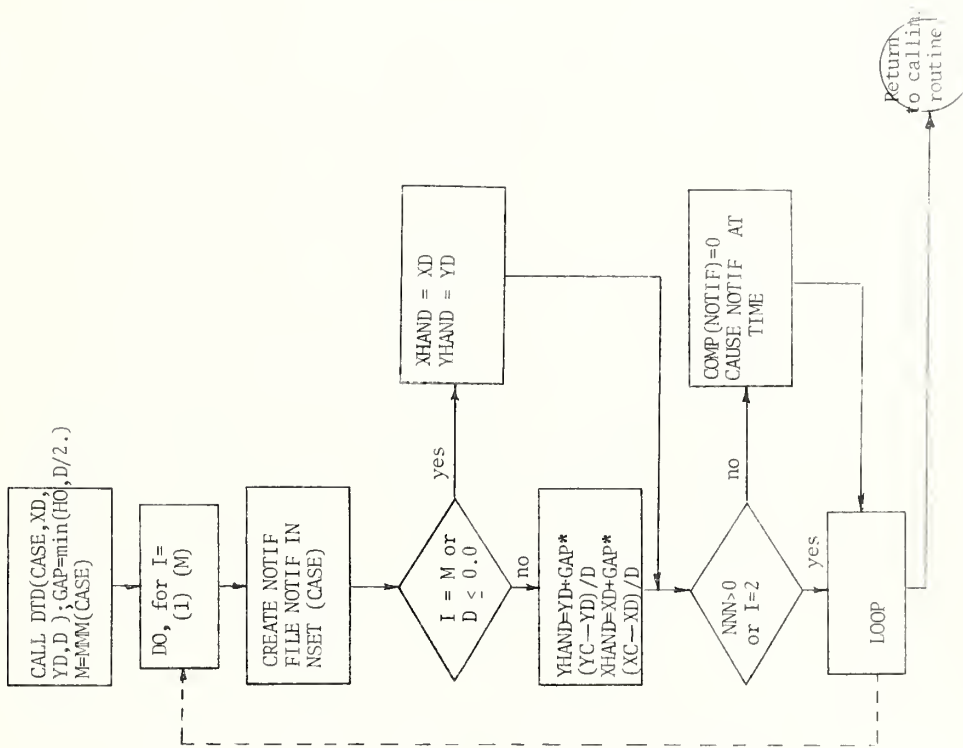 CALL DTD(CASE,XD,
YD,D );GAP=min(HO,D/2.)
M=MMM(CASE)
DO, for I=
(1) (M)
CREATE NOTIF
FILE NOTIF IN
NSET (CASE)
I = M or
D ≤ 0.0
yes
XHAND = XD
YHAND = YD
no
YHAND=YD+GAP*
(YC—YD)/D
XHAND=XD+GAP*
(XC—XD)/D
NNN>0
or I=2
no
COMP(NOTIF)=0
CAUSE NOTIF AT
TIME
yes
LOOP
Return
to callin
routine